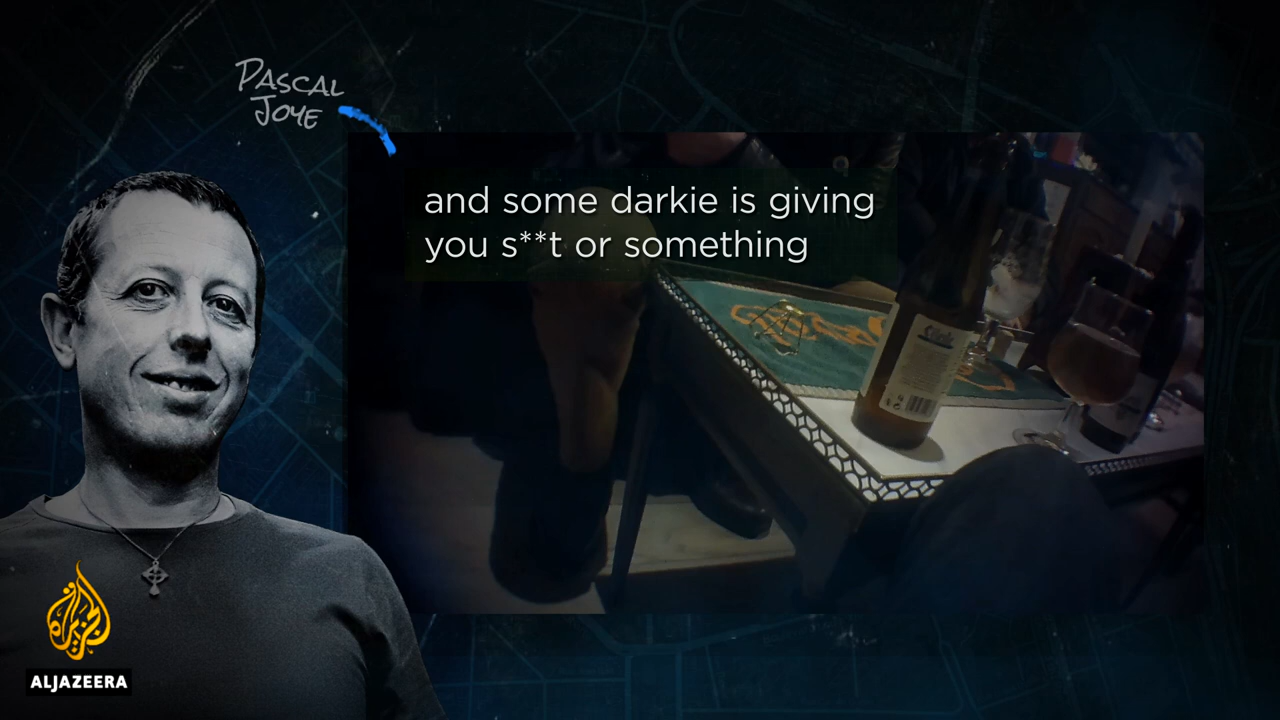 Pascal
Joye
and some darkie is giving
you s**t or something
ALJAZEERA